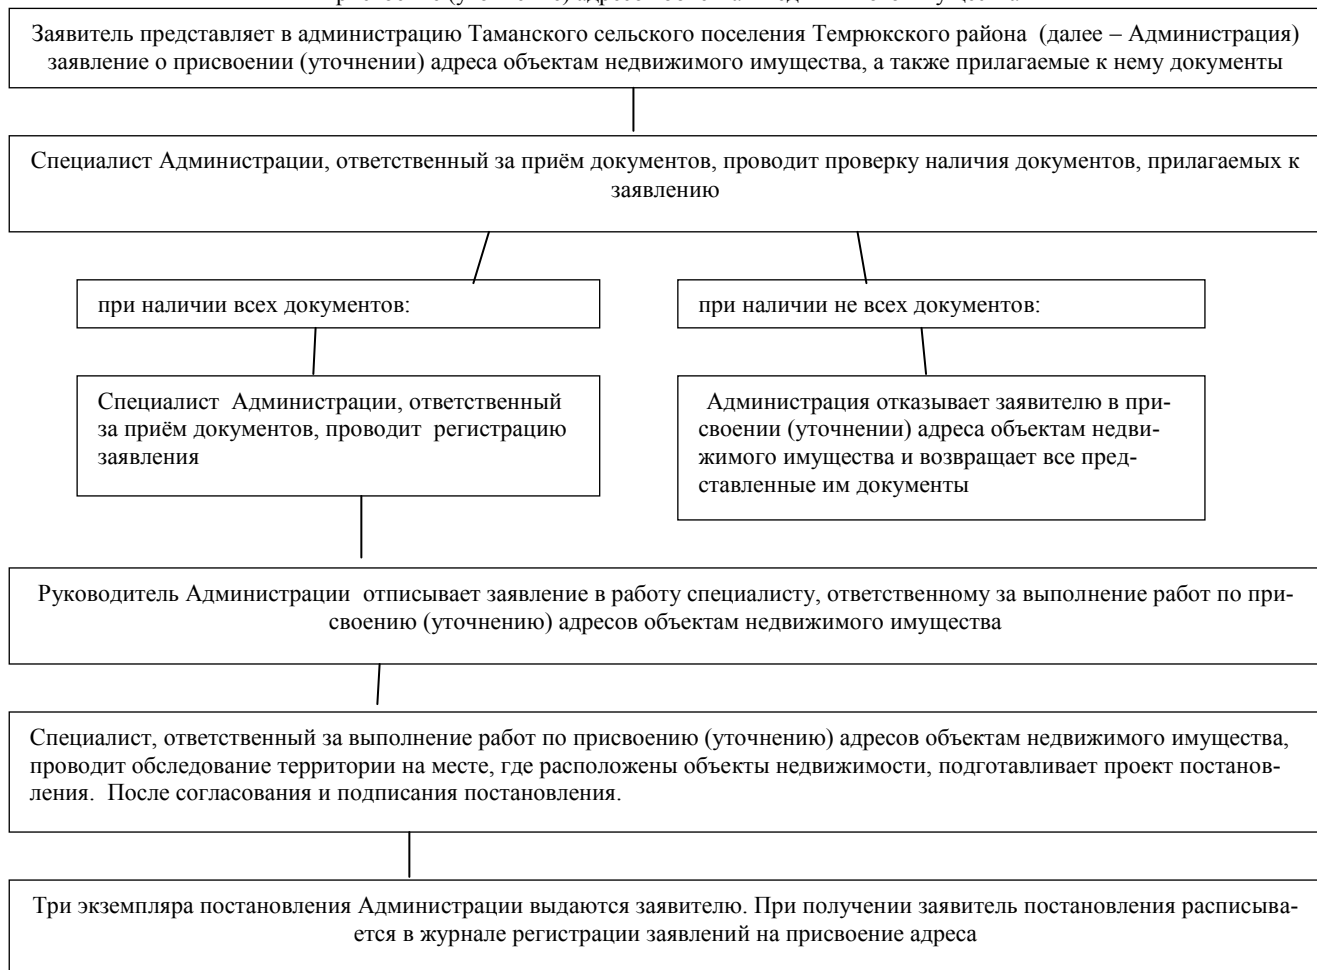 Заявитель представляет в администрацию Таманского сельского поселения Темрюкского района (далее – Администрация)
заявление о присвоении (уточнении) адреса объектам недвижимого имущества, а также прилагаемые к нему документы
Специалист Администрации, ответственный за приём документов, проводит проверку наличия документов, прилагаемых к
заявлению
при наличии всех документов:
при наличии не всех документов:
Специалист Администрации, ответственный
за приём документов, проводит регистрацию
заявления
Администрация отказывает заявителю в при-
своении (уточнении) адреса объектам недви-
жимого имущества и возвращает все пред-
ставленные им документы
Руководитель Администрации отписывает заявление в работу специалисту, ответственному за выполнение работ по при-
своению (уточнению) адресов объектам недвижимого имущества
Специалист, ответственный за выполнение работ по присвоению (уточнению) адресов объектам недвижимого имущества,
проводит обследование территории на месте, где расположены объекты недвижимости, подготавливает проект постанов-
ления. После согласования и подписания постановления.
Три экземпляра постановления Администрации выдаются заявителю. При получении заявитель постановления расписыва-
ется в журнале регистрации заявлений на присвоение адреса